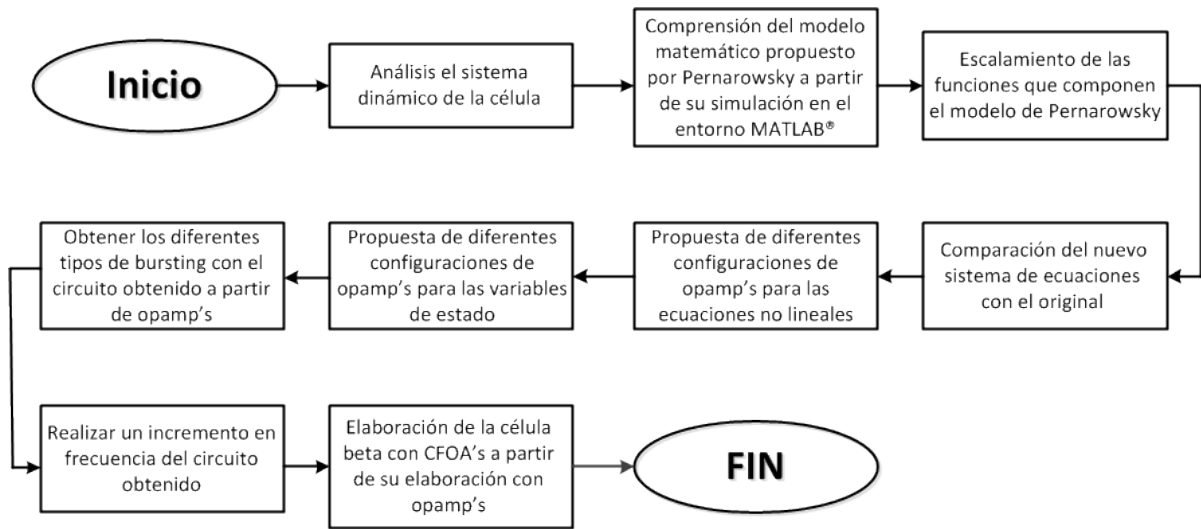 Inicio
Análisis el sistema
dinámico de la célula
Comprensión del modelo
matemático propuesto
por Pernarowsky a partir
de su simulación en el
entorno MATLAB®
Escalamiento de las
funciones que componen
el modelo de Pernarowsky
Comparación del nuevo
sistema de ecuaciones
con el original
Propuesta de diferentes
configuraciones de
opamp's para las
ecuaciones no lineales
Propuesta de diferentes
configuraciones de
opamp's para las variables
de estado
Obtener los diferentes
tipos de bursting con el
circuito obtenido a partir
de opamp's
Realizar un incremento en
frecuencia del circuito
obtenido
Elaboración de la célula
beta con CFOA's a partir
de su elaboración con
opamp's
FIN